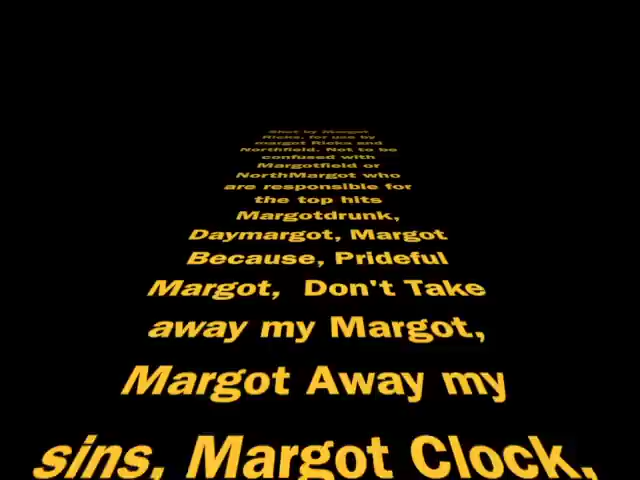 Shot by Margot
Ricks, for use by
margot Ricks and
Northfield. Not to be
confused with
Margotfield or
NorthMargot who
are responsible for
the top hits
Margotdrunk,
Daymargot, Margot
Because, Prideful
Margot, Don't Take
away my Margot,
Margot Away my
sins, Margot Clock,